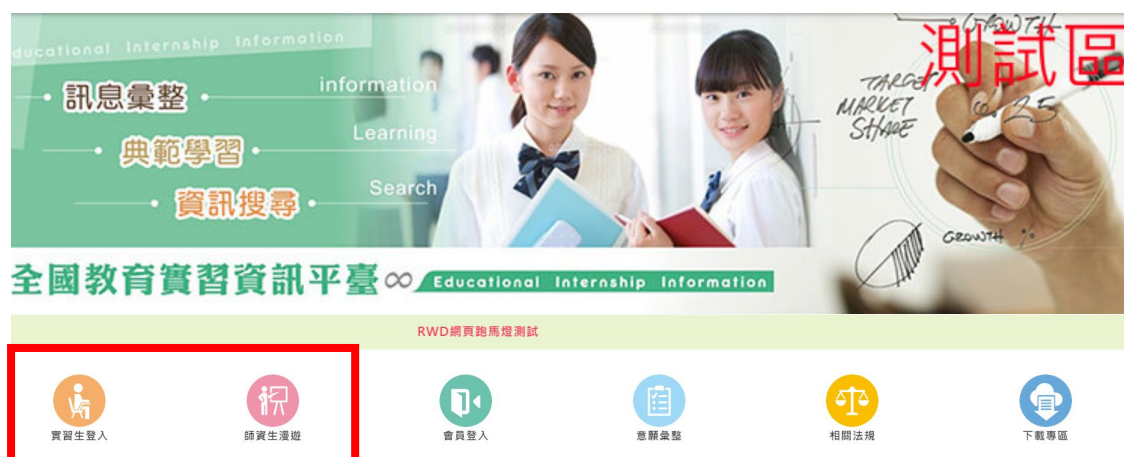 ducational Internship Information
訊息彙整
information
典範學習
Learning
資訊搜尋
Search
GROWTH
測試區
TARGET
MARKET
SHARE
25
GROWTH %
全國教育實習資訊平臺∞ Educational Internship Information
RWD網頁跑馬燈測試
實習生登入
師資生漫遊
會員登入
意願彙整
相關法規
下載專區